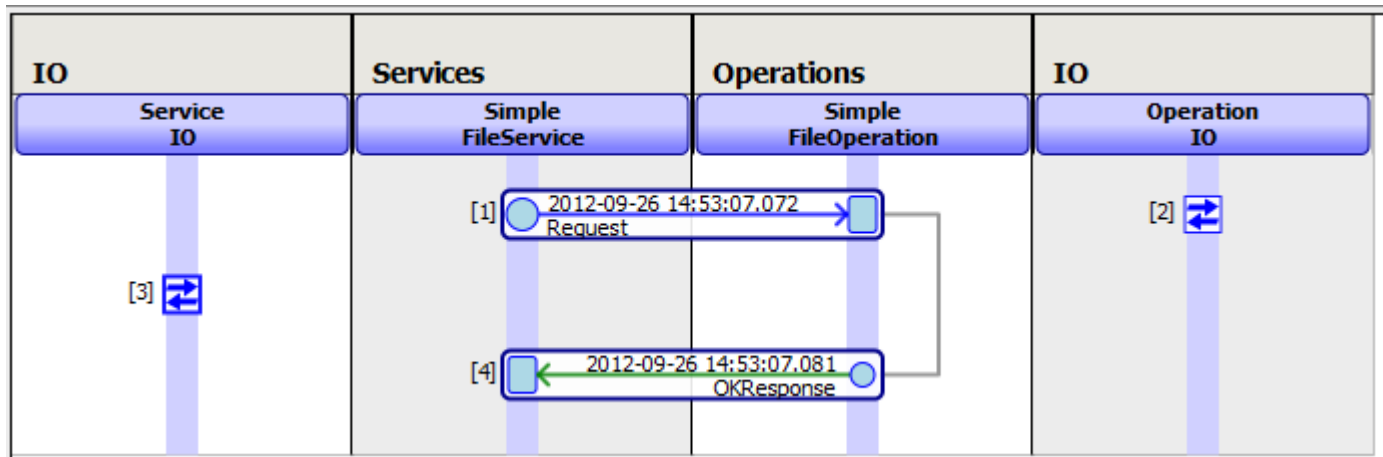 IO
Services
Operations
IO
Service
IO
Simple
FileService
Simple
FileOperation
Operation
IO
[1]
2012-09-26 14:53:07.072
Request
[2]
[3]
[4]
2012-09-26 14:53:07.081
OKResponse